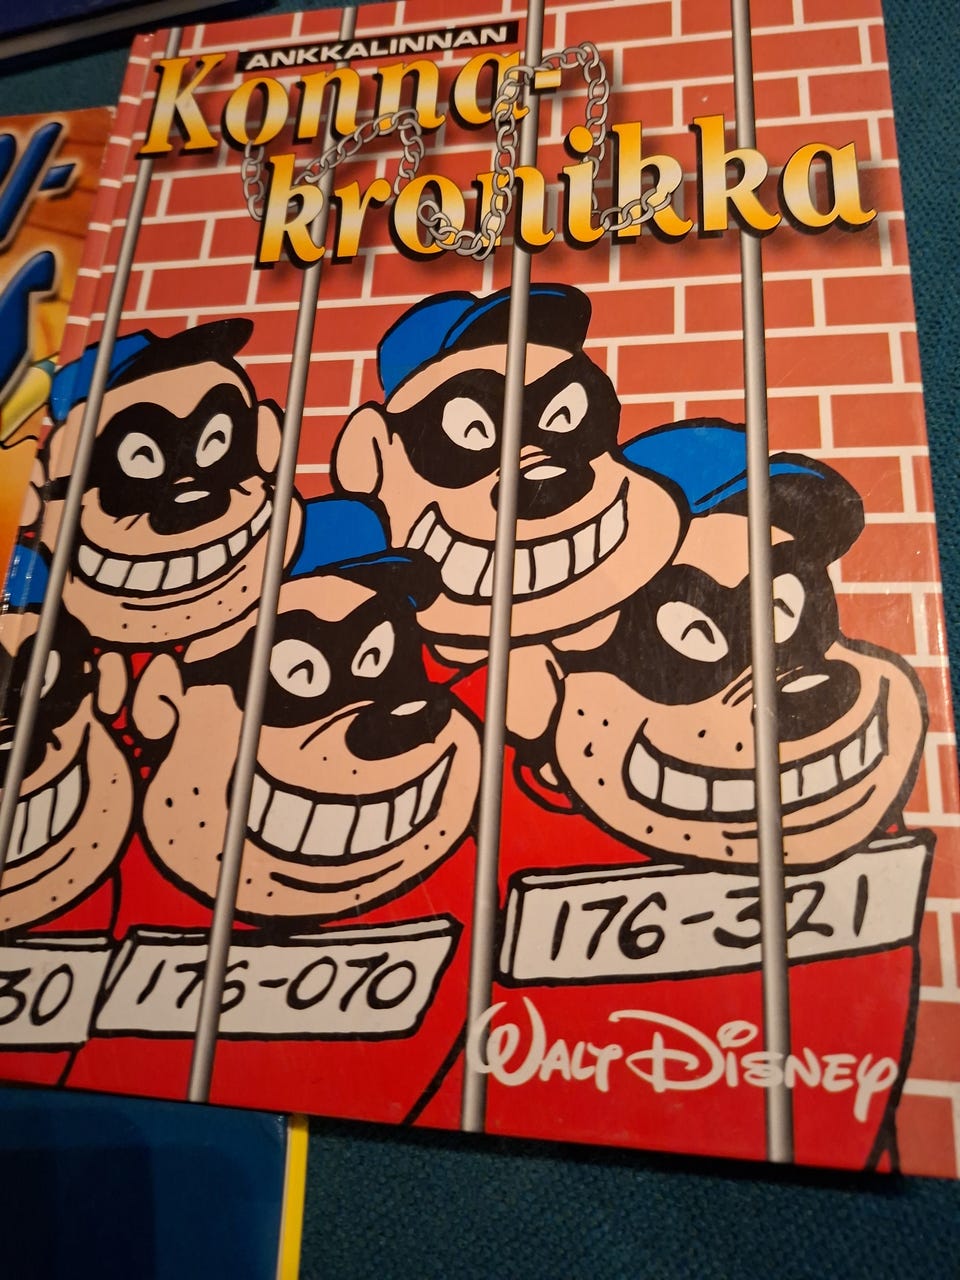 ANKKALINNAN
Konna-
kronikka
176-321
176-070
30
WALT DISNEY